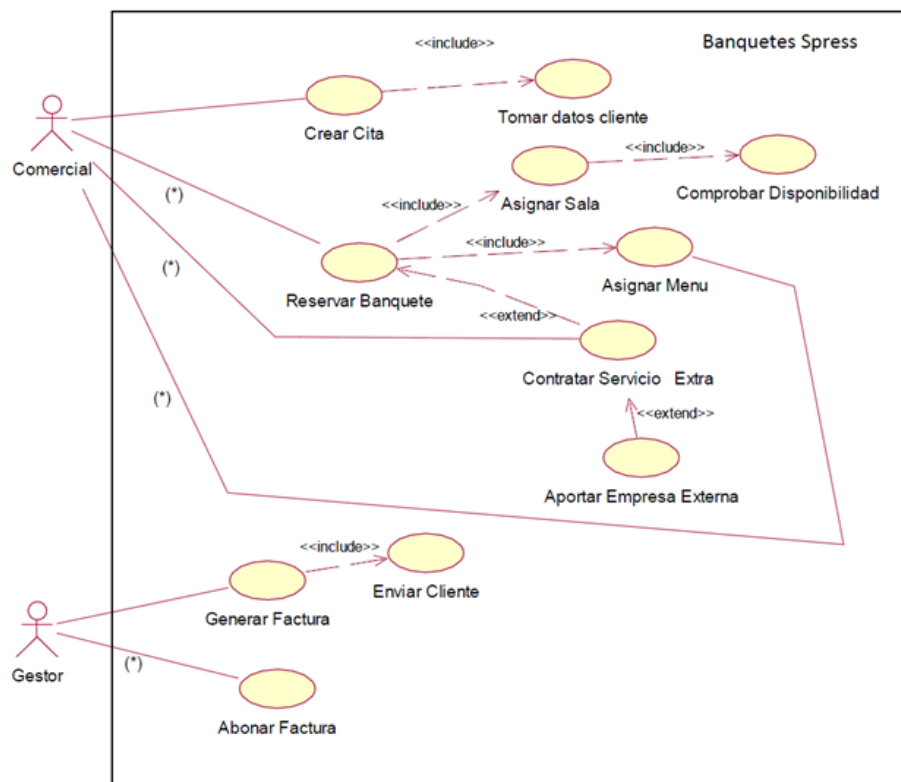 <<include>>
Banquetes Spress
Crear Cita
Tomar datos cliente
Comercial
<<include>>
(*)
Asignar Sala
Comprobar Disponibilidad
<<include>>
<<include>>
(*)
Reservar Banquete
Asignar Menu
<<extend>>
Contratar Servicio Extra
(*)
<<extend>>
Aportar Empresa Externa
<<include>>
Enviar Cliente
Generar Factura
Gestor
(*)
Abonar Factura